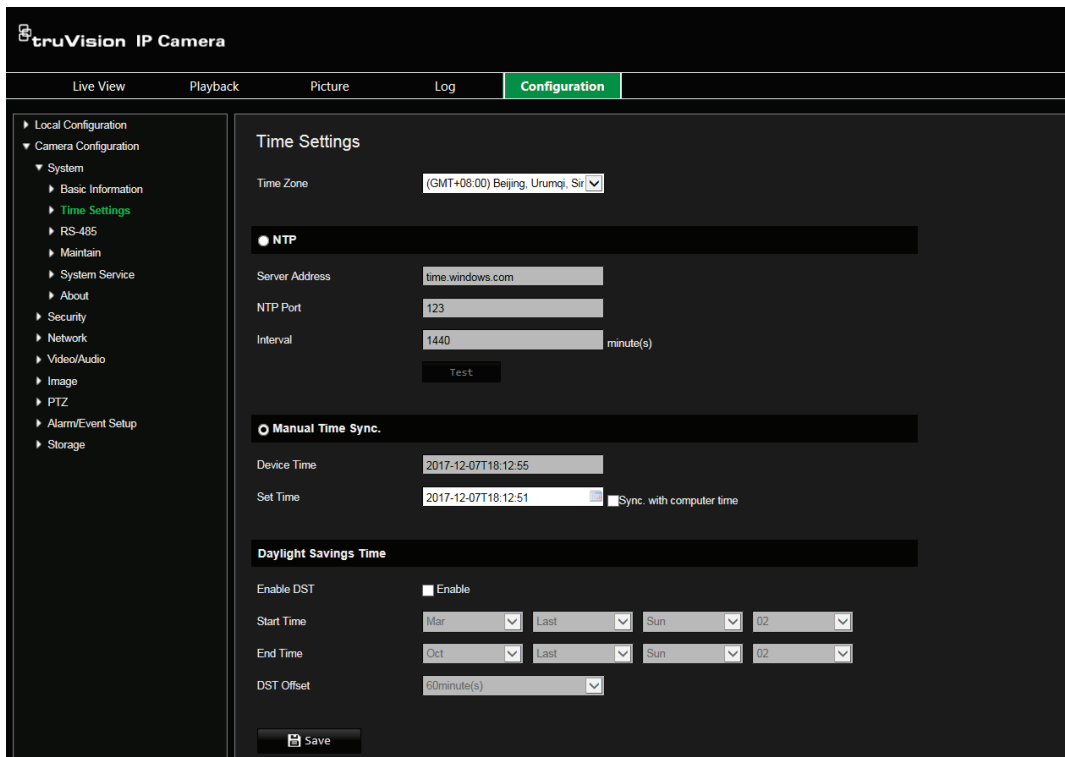 truVision IP Camera
Live View Playback Picture Log Configuration
Local Configuration
Camera Configuration
System
Basic Information
Time Settings
RS-485
Maintain
System Service
About
Security
Network
Video/Audio
Image
PTZ
Alarm/Event Setup
Storage
Time Settings
Time Zone (GMT+08:00) Beijing, Urumqi, Sir
NTP
Server Address time.windows.com
NTP Port 123
Interval 1440 minute(s)
Test
Manual Time Sync.
Device Time 2017-12-07T18:12:55
Set Time 2017-12-07T18:12:51 Sync. with computer time
Daylight Savings Time
Enable DST Enable
Start Time Mar Last Sun 02
End Time Oct Last Sun 02
DST Offset 60minute(s)
Save